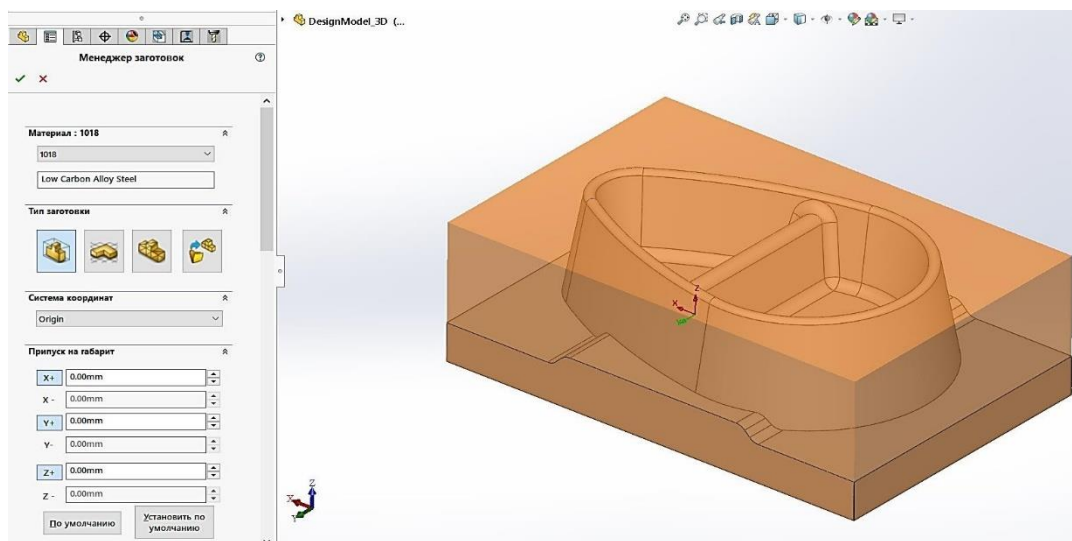 DesignModel_3D (...
Менеджер заготовок
Материал : 1018
1018
Low Carbon Alloy Steel
Тип заготовки
Система координат
Origin
Припуск на габарит
X+ 0.00mm
X - 0.00mm
Y+ 0.00mm
Y- 0.00mm
Z+ 0.00mm
Z - 0.00mm
По умолчанию
Установить по
умолчанию
Z
X
Y
Z
X
Y